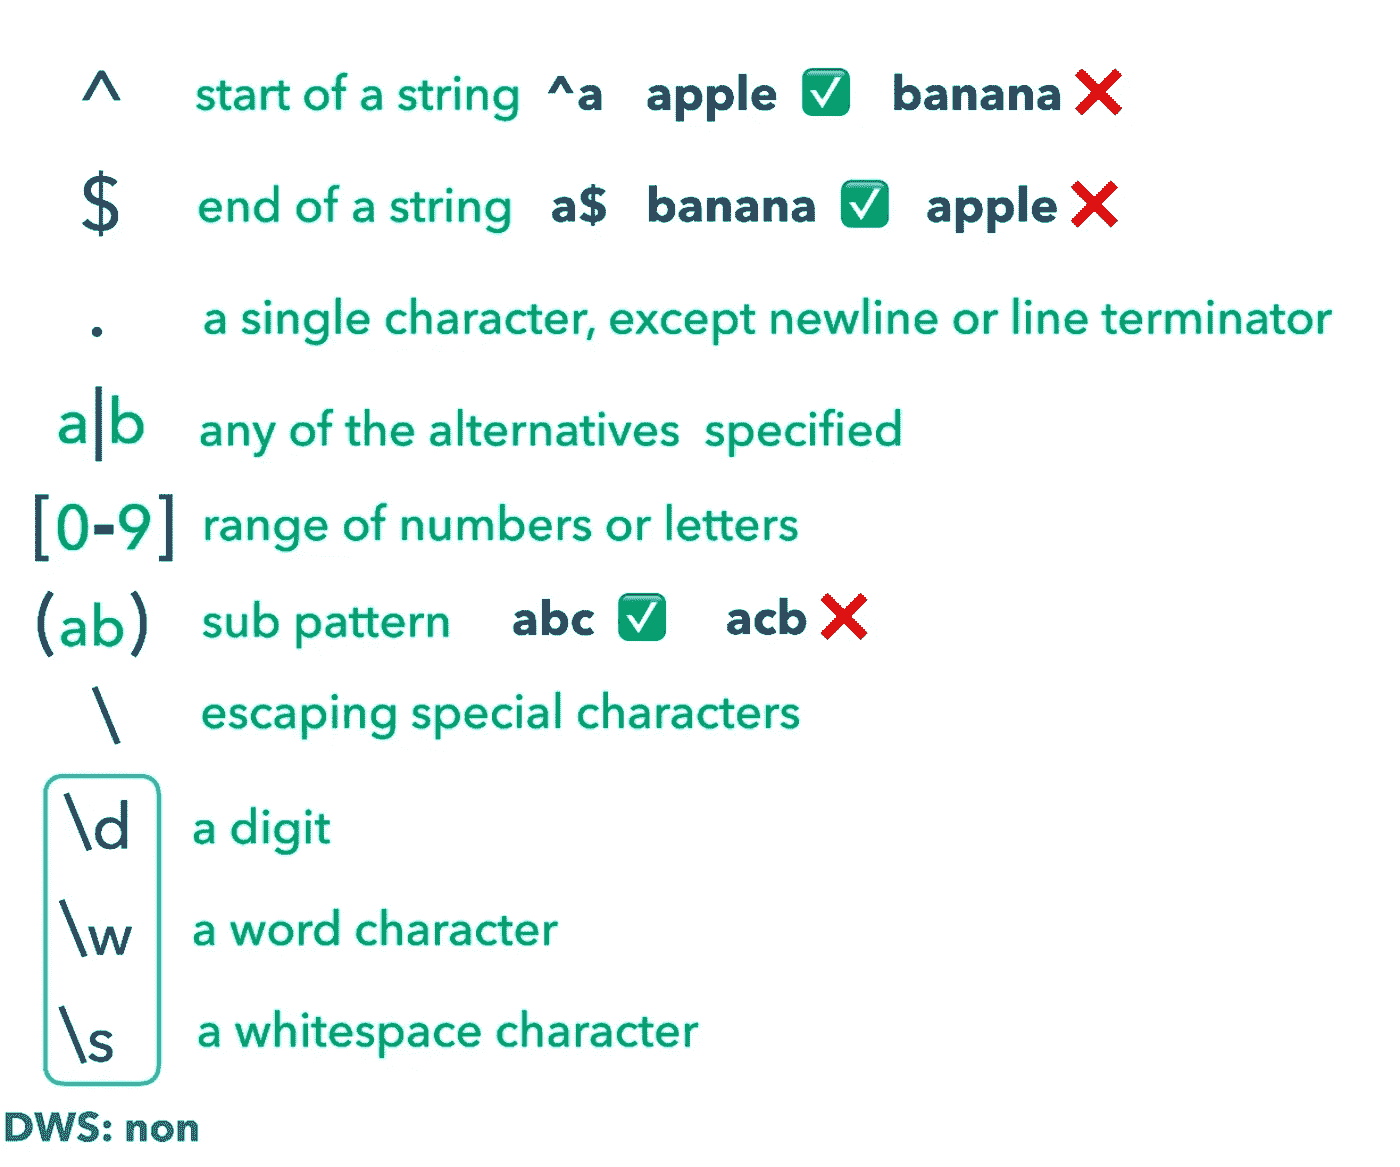 ^ start of a string ^a apple ✅ banana ❌
$ end of a string a$ banana ✅ apple ❌
. a single character, except newline or line terminator
a|b any of the alternatives specified
[0-9] range of numbers or letters
(ab) sub pattern abc ✅ acb ❌
\ escaping special characters
\d a digit
\w a word character
\s a whitespace character
DWS: non